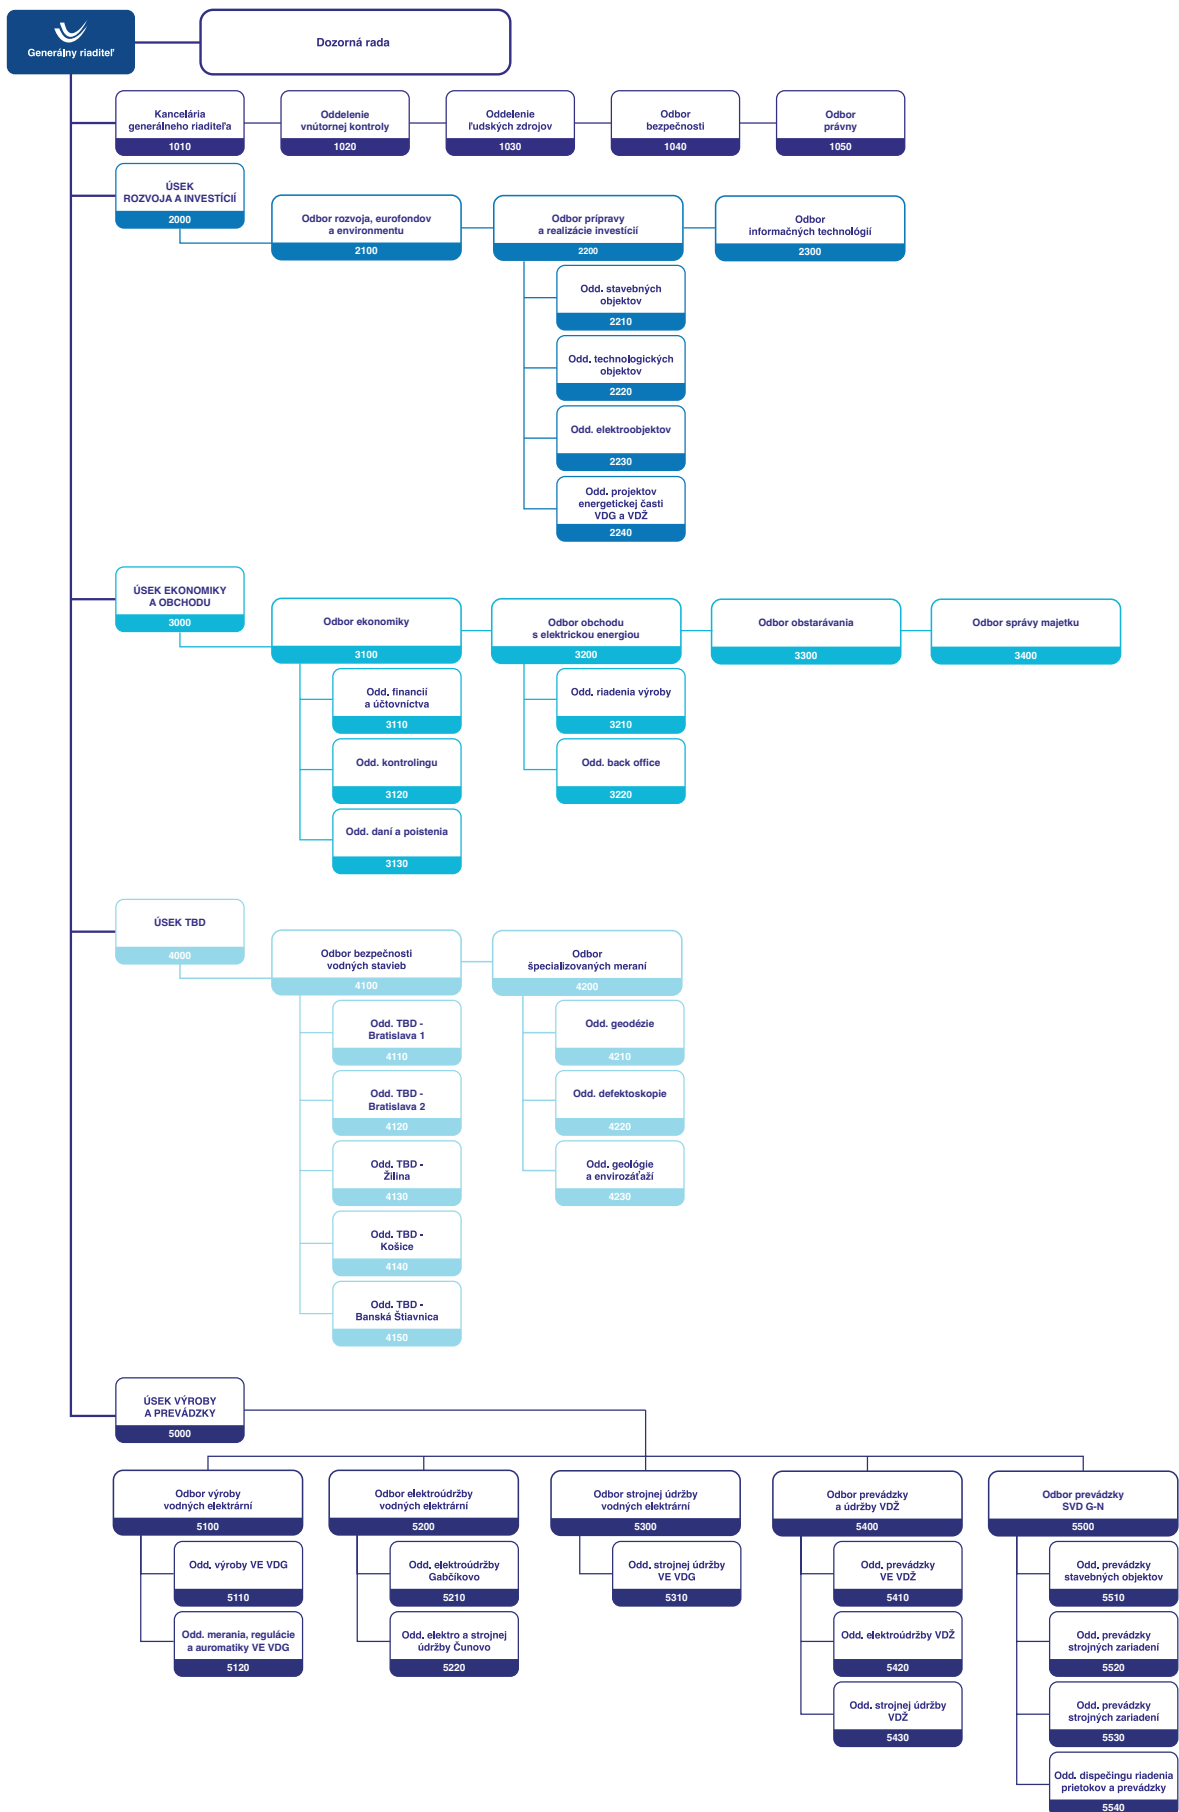 Generálny riaditeľ
Dozorná rada
Kancelária
generálneho riaditeľa
1010
Oddelenie
vnútornej kontroly
1020
Oddelenie
ľudských zdrojov
1030
Odbor
bezpečnosti
1040
Odbor
právny
1050
ÚSEK
ROZVOJA A INVESTÍCIÍ
2000
Odbor rozvoja, eurofondov
a environmentu
2100
Odbor prípravy
a realizácie investícií
2200
Odbor
informačných technológií
2300
Odd. stavebných
objektov
2210
Odd. technologických
objektov
2220
Odd. elektroobjektov
2230
Odd. projektov
energetickej časti
VDG a VDŽ
2240
ÚSEK EKONOMIKY
A OBCHODU
3000
Odbor ekonomiky
3100
Odbor obchodu
s elektrickou energiou
3200
Odbor obstarávania
3300
Odbor správy majetku
3400
Odd. financií
a účtovníctva
3110
Odd. riadenia výroby
3210
Odd. kontrolingu
3120
Odd. back office
3220
Odd. daní a poistenia
3130
ÚSEK TBD
4000
Odbor bezpečnosti
vodných stavieb
4100
Odbor
špecializovaných meraní
4200
Odd. TBD -
Bratislava 1
4110
Odd. geodézie
4210
Odd. TBD -
Bratislava 2
4120
Odd. defektoskopie
4220
Odd. TBD -
Žilina
4130
Odd. geológie
a envirozáťaží
4230
Odd. TBD -
Košice
4140
Odd. TBD -
Banská Štiavnica
4150
ÚSEK VÝROBY
A PREVÁDZKY
5000
Odbor výroby
vodných elektrární
5100
Odbor elektroúdržby
vodných elektrární
5200
Odbor strojnej údržby
vodných elektrární
5300
Odbor prevádzky
a údržby VDŽ
5400
Odbor prevádzky
SVD G-N
5500
Odd. výroby VE VDG
5110
Odd. elektroúdržby
Gabčíkovo
5210
Odd. strojnej údržby
VE VDG
5310
Odd. prevádzky
VE VDŽ
5410
Odd. prevádzky
stavebných objektov
5510
Odd. merania, regulácie
a auromatiky VE VDG
5120
Odd. elektro a strojnej
údržby Čunovo
5220
Odd. elektroúdržby VDŽ
5420
Odd. prevádzky
strojných zariadení
5520
Odd. strojnej údržby
VDŽ
5430
Odd. prevádzky
strojných zariadení
5530
Odd. dispečingu riadenia
prietokov a prevádzky
5540